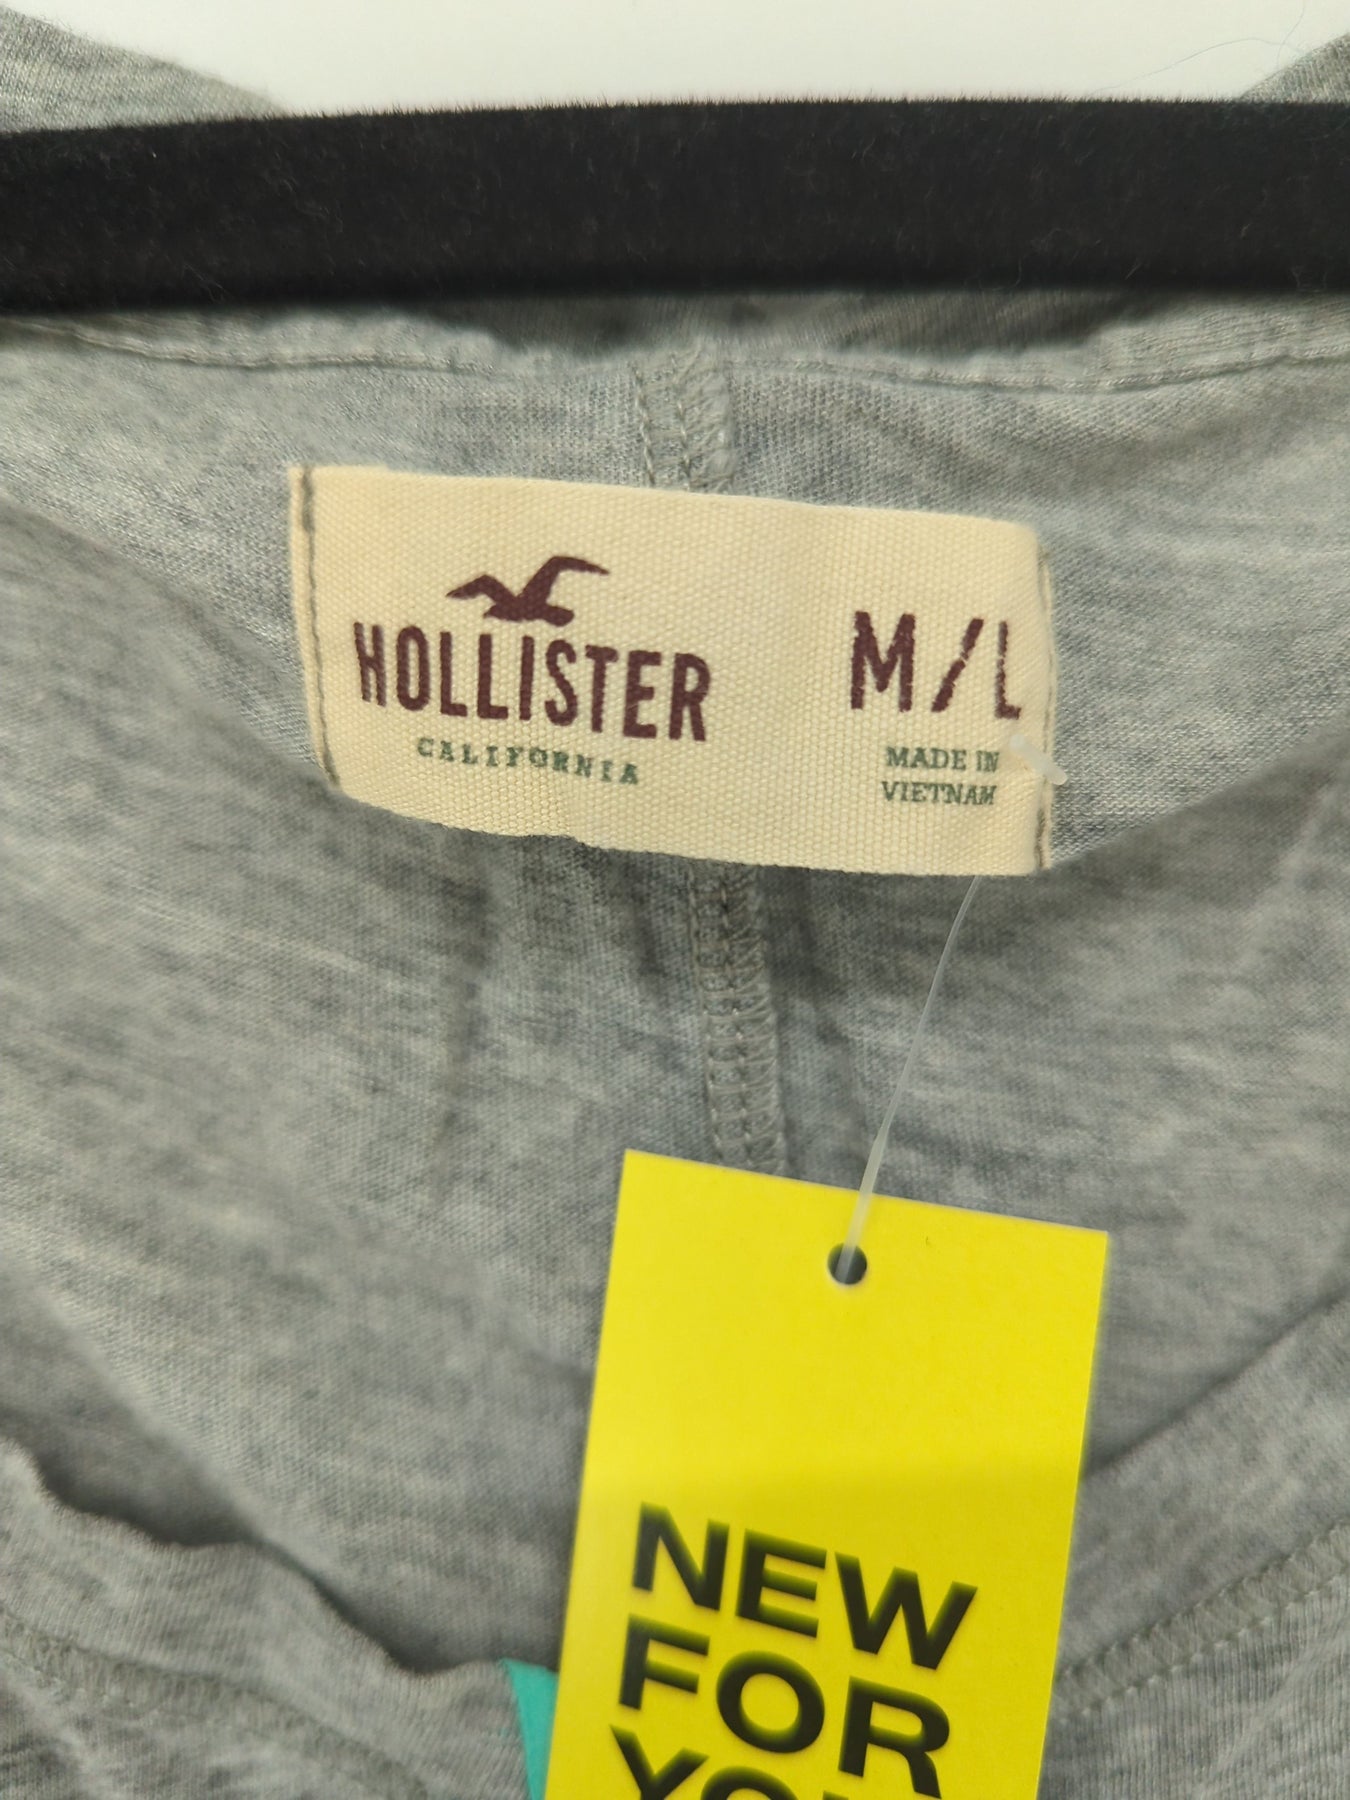 HOLLISTER
CALIFORNIA
M/L
MADE IN
VIETNAM
NEW
FOR